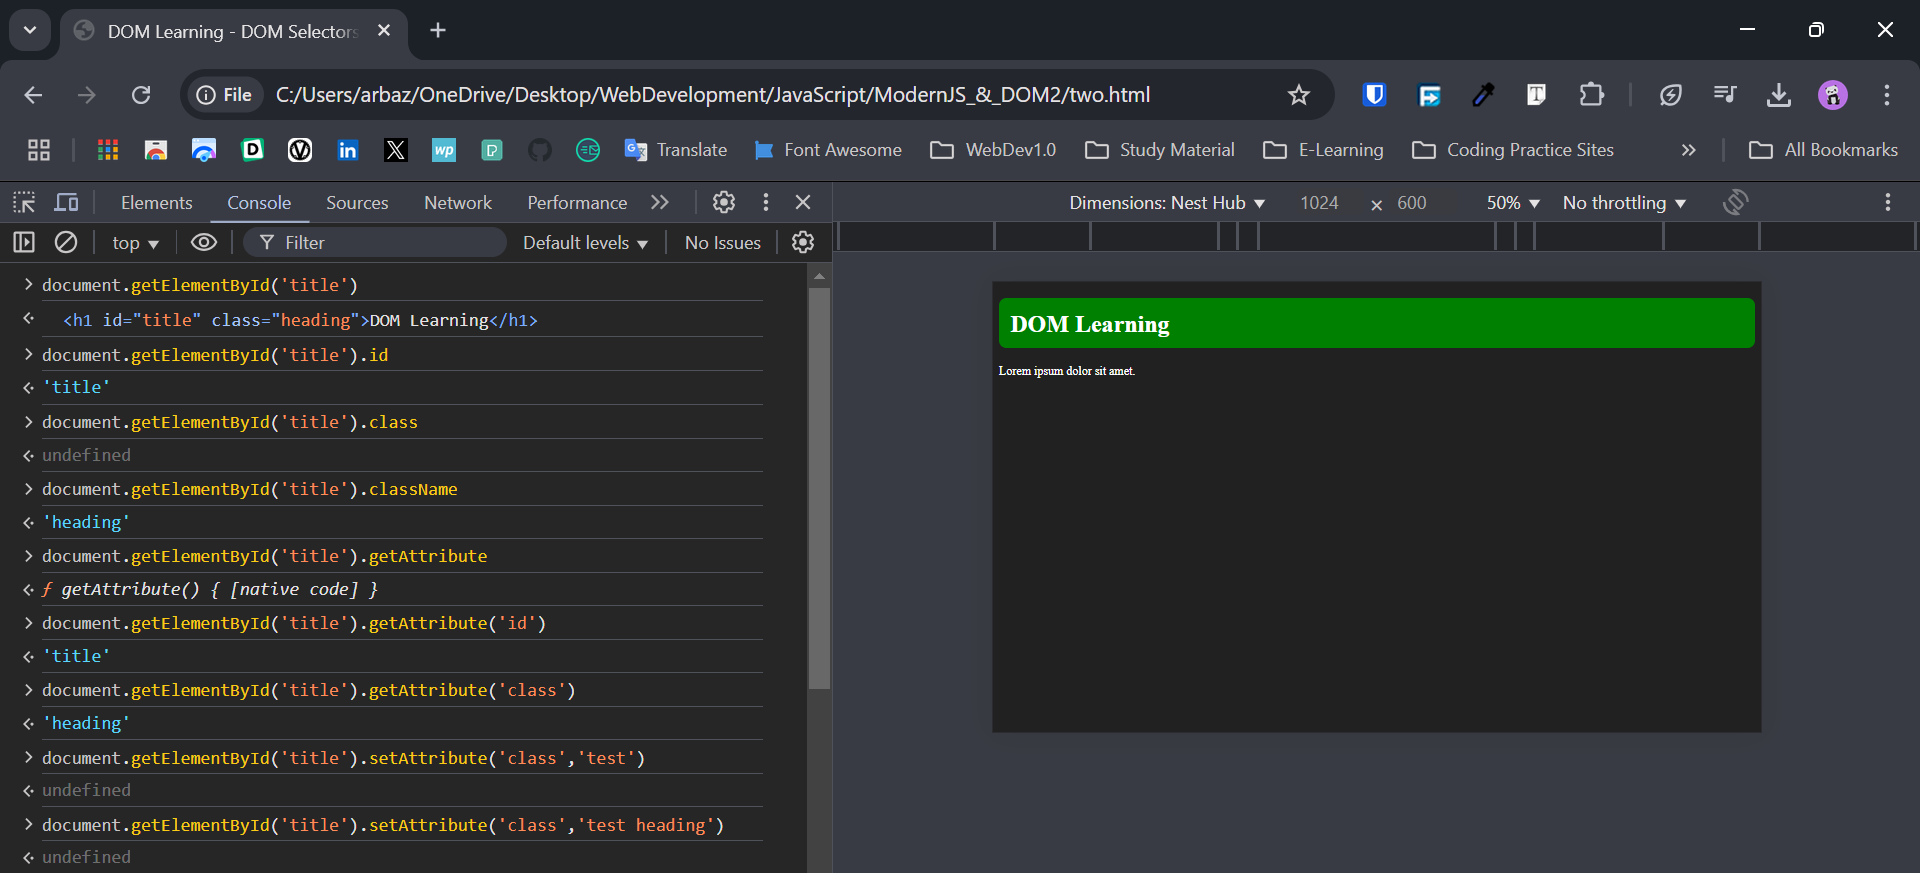 DOM Learning - DOM Selectors
File C:/Users/arbaz/OneDrive/Desktop/WebDevelopment/JavaScript/ModernJS_&_DOM2/two.html
Translate Font Awesome WebDev1.0 Study Material E-Learning Coding Practice Sites » All Bookmarks
Elements Console Sources Network Performance »
Dimensions: Nest Hub 1024 × 600 50% No throttling
top Filter Default levels No Issues
> document.getElementById('title')
<h1 id="title" class="heading">DOM Learning</h1>
> document.getElementById('title').id
'title'
> document.getElementById('title').class
undefined
> document.getElementById('title').className
'heading'
> document.getElementById('title').getAttribute
ƒ getAttribute() { [native code] }
> document.getElementById('title').getAttribute('id')
'title'
> document.getElementById('title').getAttribute('class')
'heading'
> document.getElementById('title').setAttribute('class','test')
undefined
> document.getElementById('title').setAttribute('class','test heading')
undefined
DOM Learning
Lorem ipsum dolor sit amet.